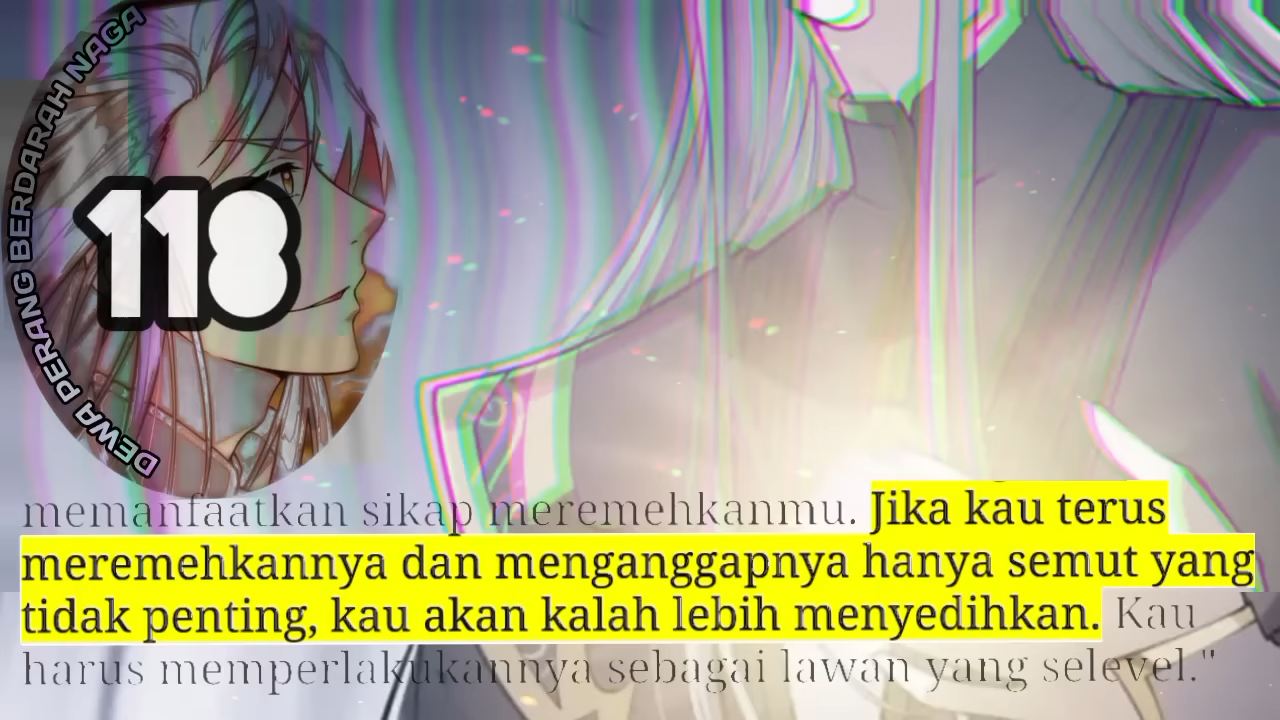 DEWA PERANG BERDARAH NAGA
118
memanfaatkan sikap meremehkanmu. Jika kau terus
meremehkannya dan menganggapnya hanya semut yang
tidak penting, kau akan kalah lebih menyedihkan. Kau
harus memperlakukannya sebagai lawan yang selevel."